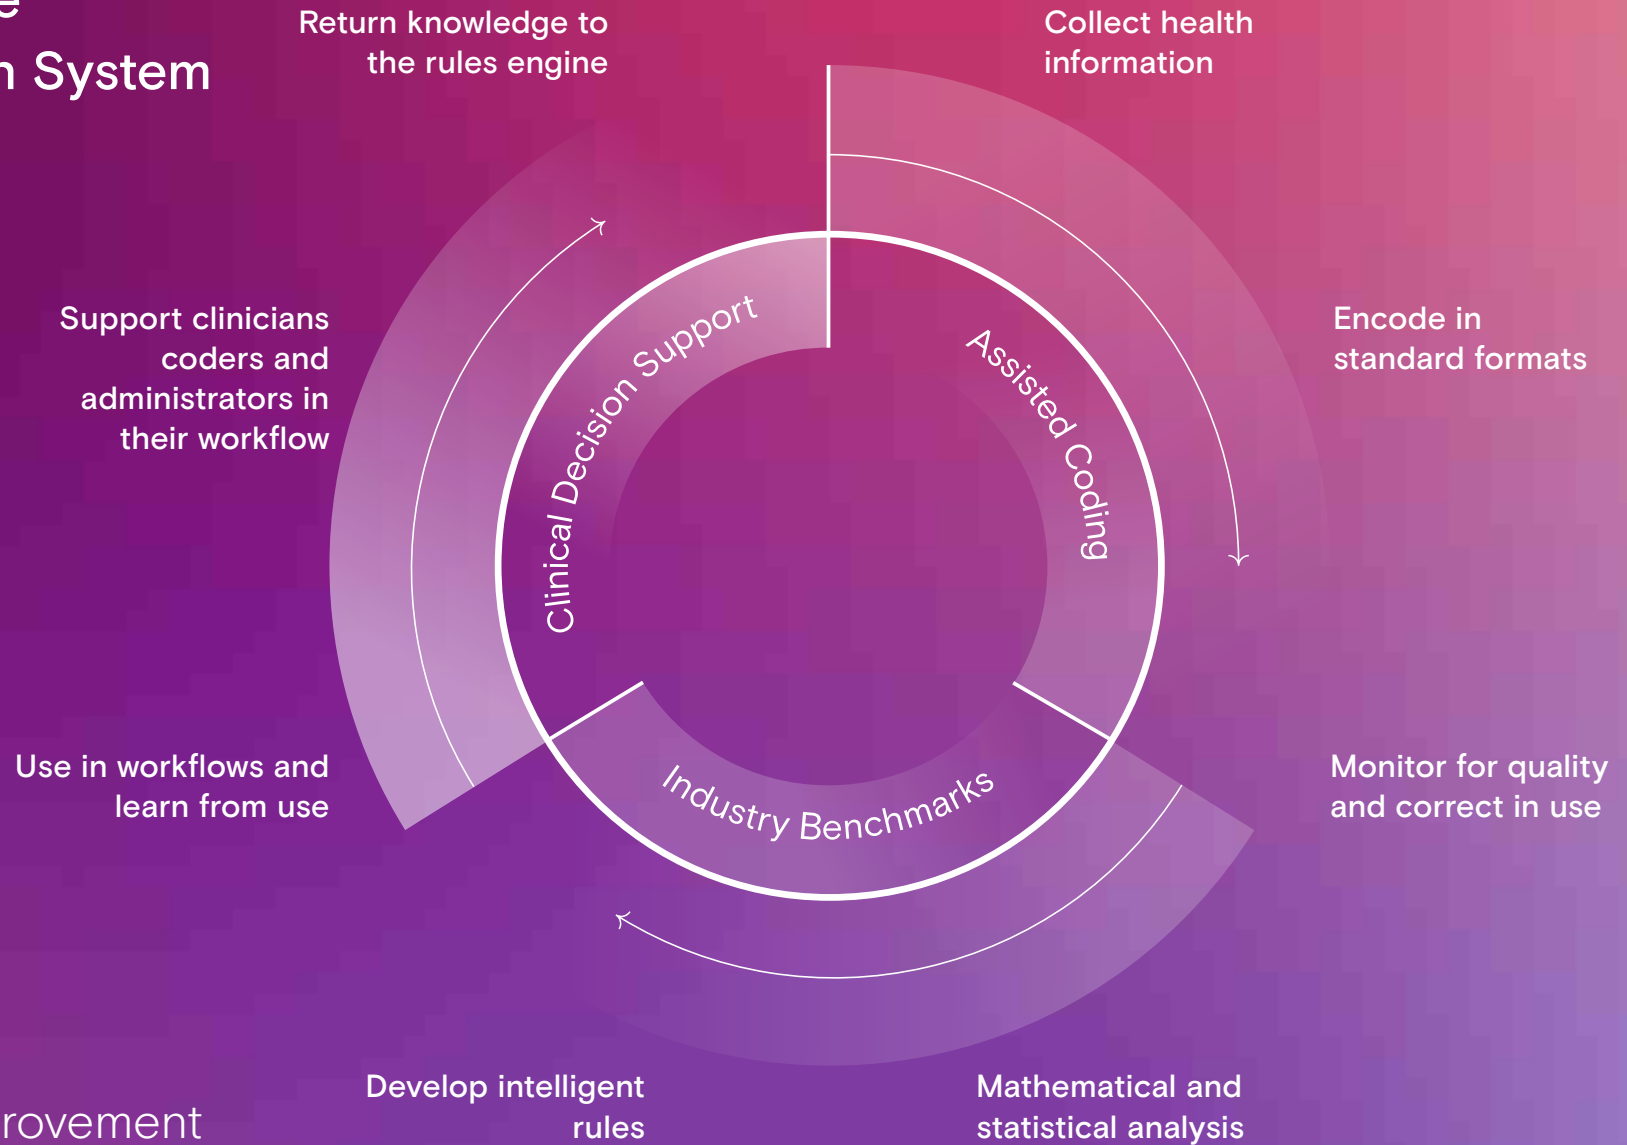 e
n System
Return knowledge to
the rules engine
Collect health
information
Support clinicians
coders and
administrators in
their workflow
Encode in
standard formats
Clinical Decision Support
Assisted Coding
Industry Benchmarks
Use in workflows and
learn from use
Monitor for quality
and correct in use
Develop intelligent
rules
Mathematical and
statistical analysis
rovement